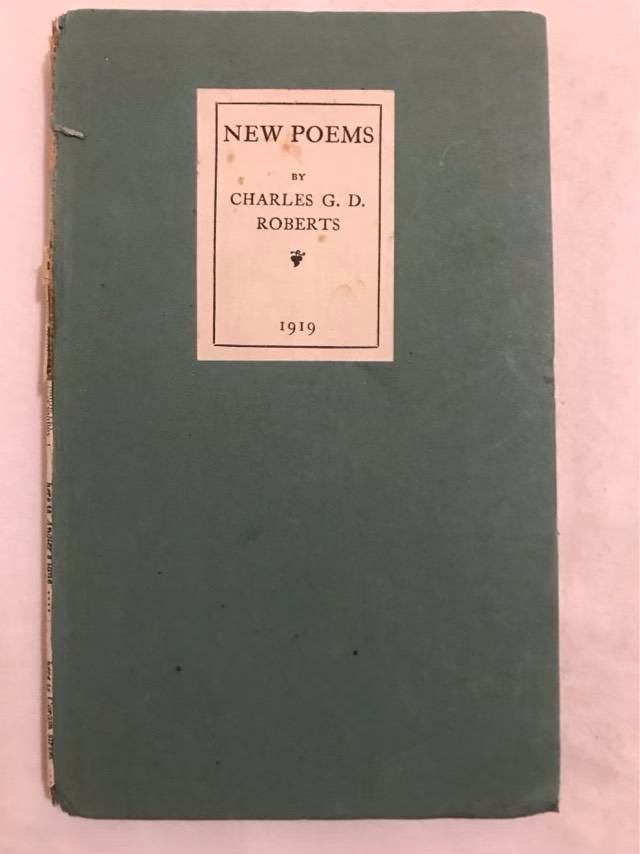 NEW POEMS
BY
CHARLES G. D.
ROBERTS
1919